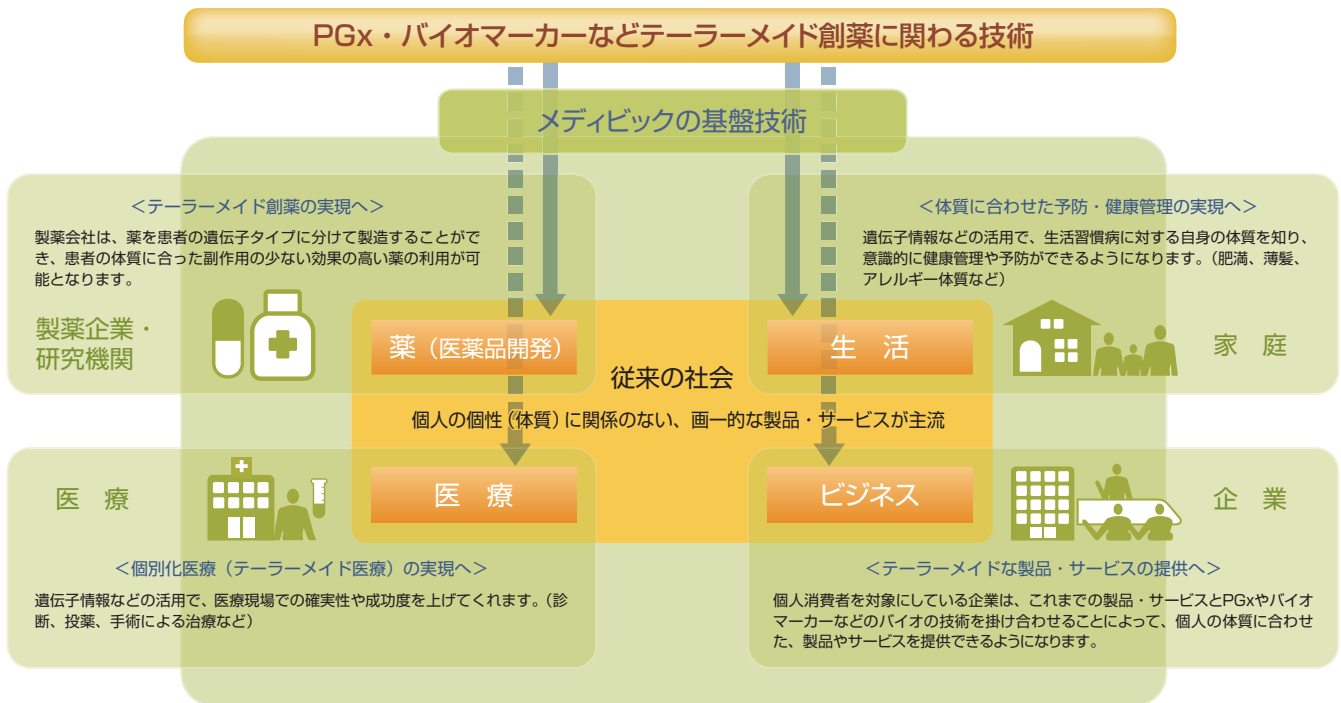 PGx・バイオマーカーなどテーラーメイド創薬に関わる技術
メディビックの基盤技術
＜テーラーメイド創薬の実現へ＞
製薬会社は、薬を患者の遺伝子タイプに分けて製造することがで
き、患者の体質に合った副作用の少ない効果の高い薬の利用が可
能となります。
製薬企業・
研究機関
＜体質に合わせた予防・健康管理の実現へ＞
遺伝子情報などの活用で、生活習慣病に対する自身の体質を知り、
意識的に健康管理や予防ができるようになります。（肥満、薄髪、
アレルギー体質など）
家　庭
薬（医薬品開発）
生　活
従来の社会
個人の個性（体質）に関係のない、画一的な製品・サービスが主流
医　療
ビジネス
医　療
＜個別化医療（テーラーメイド医療）の実現へ＞
遺伝子情報などの活用で、医療現場での確実性や成功度を上げてくれます。（診
断、投薬、手術による治療など）
企　業
＜テーラーメイドな製品・サービスの提供へ＞
個人消費者を対象にしている企業は、これまでの製品・サービスとPGxやバイオ
マーカーなどのバイオの技術を掛け合わせることによって、個人の体質に合わせ
た、製品やサービスを提供できるようになります。